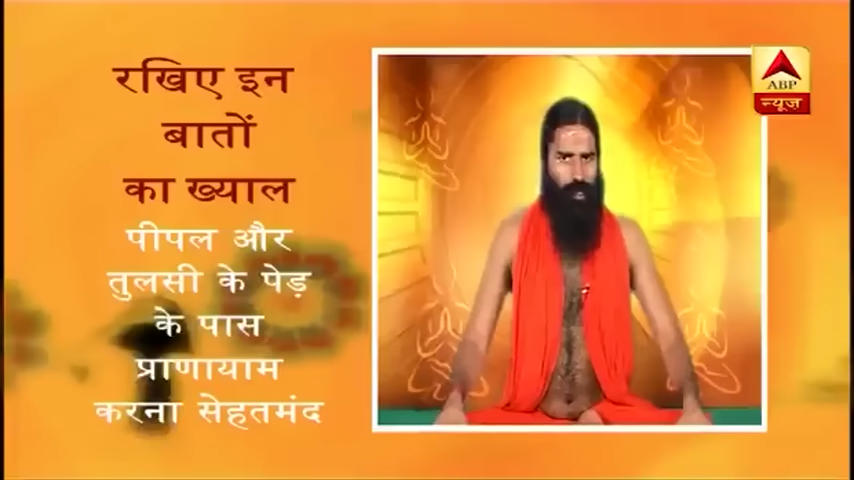 रखिए इन
बातों
का ख्याल
पीपल और
तुलसी के पेड़
के पास
प्राणायाम
करना सेहतमंद
ABP
न्यूज़